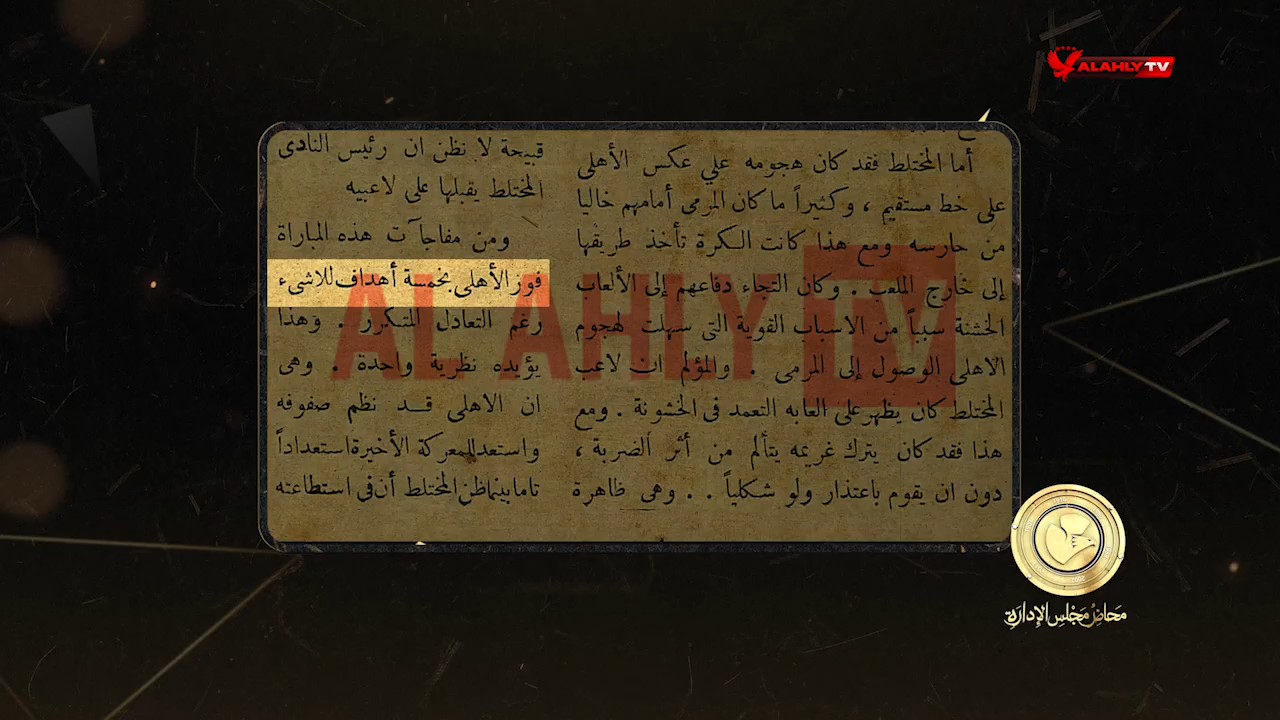 ALAHLY TV
أما المختلط فقد كان هجومه علي عكس الأهلى
على خط مستقيم ، وكثيراً ما كان المرمى أمامهم خاليا
من حارسه ومع هذا كانت الكرة تأخذ طريقها
إلى خارج الملعب . وكان التجاء دفاعهم إلى الألعاب
الخشنة سبباً من الاسباب القوية التى سهلت لهجوم
الاهلى الوصول إلى المرمى . والمؤلم ان لاعب
المختلط كان يظهر على العابه التعمد فى الخشونة . ومع
هذا فقد كان يترك غريمه يتألم من أثر الضربة ،
دون ان يقوم باعتذار ولو شكلياً . . وهى ظاهرة
قبيحة لا نظن ان رئيس النادى
المختلط يقبلها على لاعبيه
ومن مفاجآت هذه المباراة
فوز الأهلى بخمسة أهداف للاشىء
رغم التعادل المتكرر . وهذا
يؤيده نظرية واحدة . وهى
ان الاهلى قد نظم صفوفه
واستعد للمعركة الأخيرة استعداداً
تاما بينما ظن المختلط أن فى استطاعته
AL AHLY TV
محاضر مجلس الإدارة